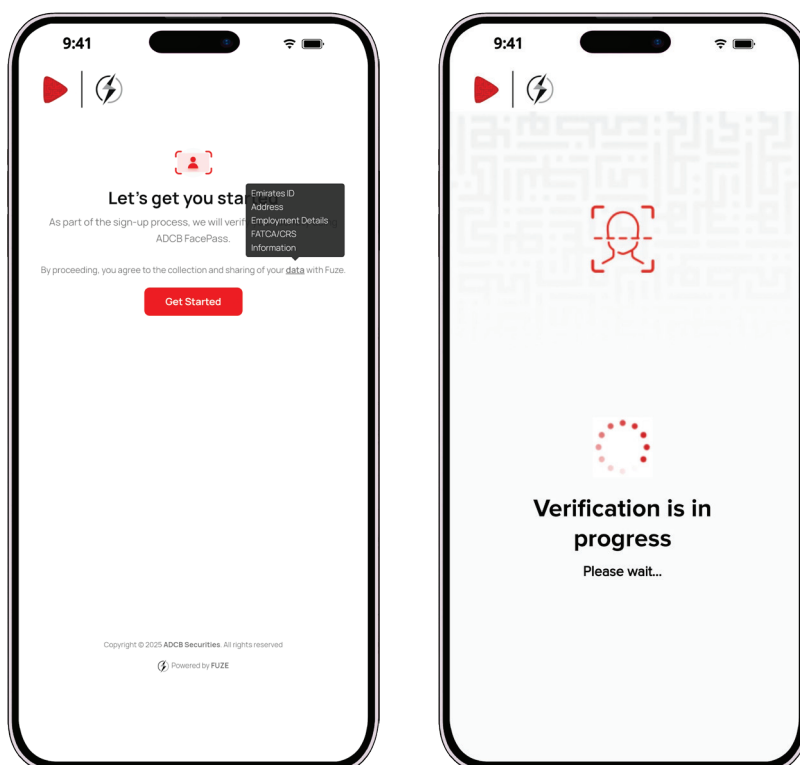 9:41
Let's get you star
As part of the sign-up process, we will verif
ADCB FacePass.
Emirates ID
Address
Employment Details
FATCA/CRS
Information
By proceeding, you agree to the collection and sharing of your data with Fuze.
Get Started
Copyright © 2025 ADCB Securities. All rights reserved
Powered by FUZE
9:41
Verification is in
progress
Please wait...